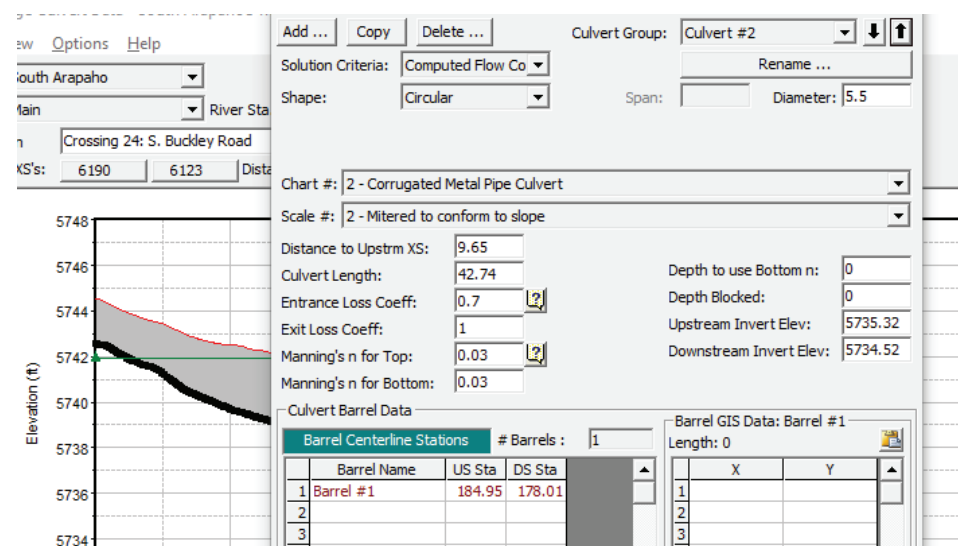 Add ... Copy Delete ... Culvert Group: Culvert #2
Options Help
Solution Criteria: Computed Flow Co Rename ...
South Arapaho
Shape: Circular Span: Diameter: 5.5
Main River Sta
Crossing 24: S. Buckley Road
XS's: 6190 6123 Dista
Chart #: 2 - Corrugated Metal Pipe Culvert
Scale #: 2 - Mitered to conform to slope
Distance to Upstrm XS: 9.65
Culvert Length: 42.74
Entrance Loss Coeff: 0.7
Exit Loss Coeff: 1
Manning's n for Top: 0.03
Manning's n for Bottom: 0.03
Depth to use Bottom n: 0
Depth Blocked: 0
Upstream Invert Elev: 5735.32
Downstream Invert Elev: 5734.52
Culvert Barrel Data
Barrel Centerline Stations # Barrels : 1
Barrel Name US Sta DS Sta
1 Barrel #1 184.95 178.01
2
3
Barrel GIS Data: Barrel #1
Length: 0
X Y
1
2
3
Elevation (ft)
5748
5746
5744
5742
5740
5738
5736
5734